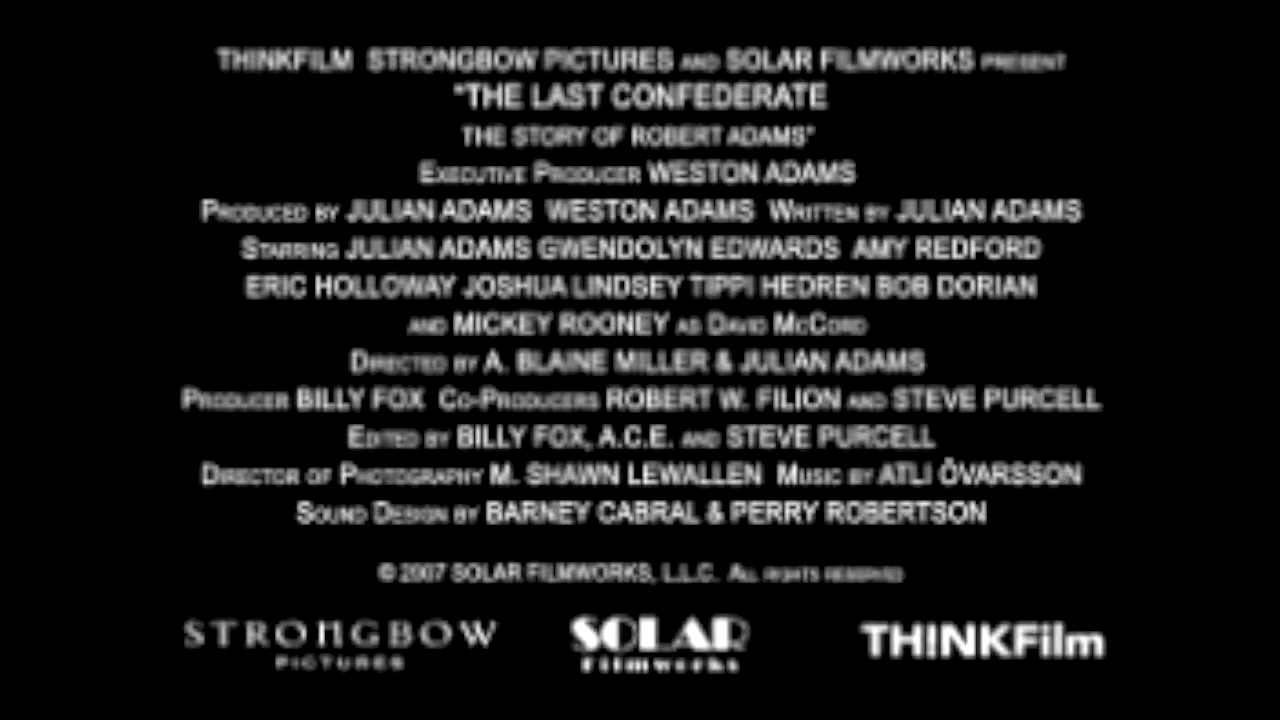 THINKFILM STRONGBOW PICTURES AND SOLAR FILMWORKS PRESENT
"THE LAST CONFEDERATE
THE STORY OF ROBERT ADAMS"
EXECUTIVE PRODUCER WESTON ADAMS
PRODUCED BY JULIAN ADAMS WESTON ADAMS WRITTEN BY JULIAN ADAMS
STARRING JULIAN ADAMS GWENDOLYN EDWARDS AMY REDFORD
ERIC HOLLOWAY JOSHUA LINDSEY TIPPI HEDREN BOB DORIAN
AND MICKEY ROONEY AS DAVID MCCORD
DIRECTED BY A. BLAINE MILLER & JULIAN ADAMS
PRODUCER BILLY FOX CO-PRODUCERS ROBERT W. FILION AND STEVE PURCELL
EDITED BY BILLY FOX, A.C.E. AND STEVE PURCELL
DIRECTOR OF PHOTOGRAPHY M. SHAWN LEWALLEN MUSIC BY ATLI ÖVARSSON
SOUND DESIGN BY BARNEY CABRAL & PERRY ROBERTSON
© 2007 SOLAR FILMWORKS, L.L.C. ALL RIGHTS RESERVED
STRONGBOW PICTURES
SOLAR Filmworks
TH!NKFilm